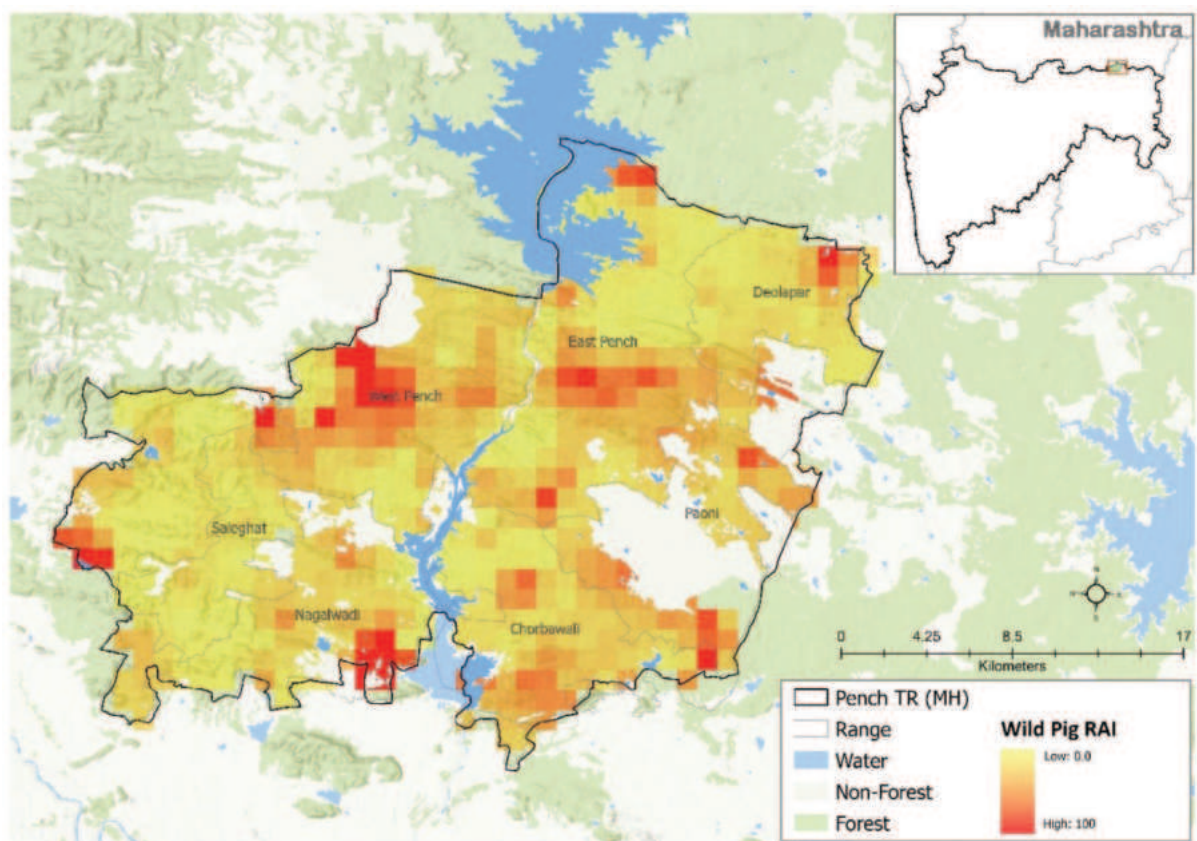 Maharashtra
Deolapar
East Pench
West Pench
Saleghat
Paoni
Nagalwadi
Chorbawali
N
0 4.25 8.5 17
Kilometers
Pench TR (MH)
Range
Water
Non-Forest
Forest
Wild Pig RAI
Low: 0.0
High: 100